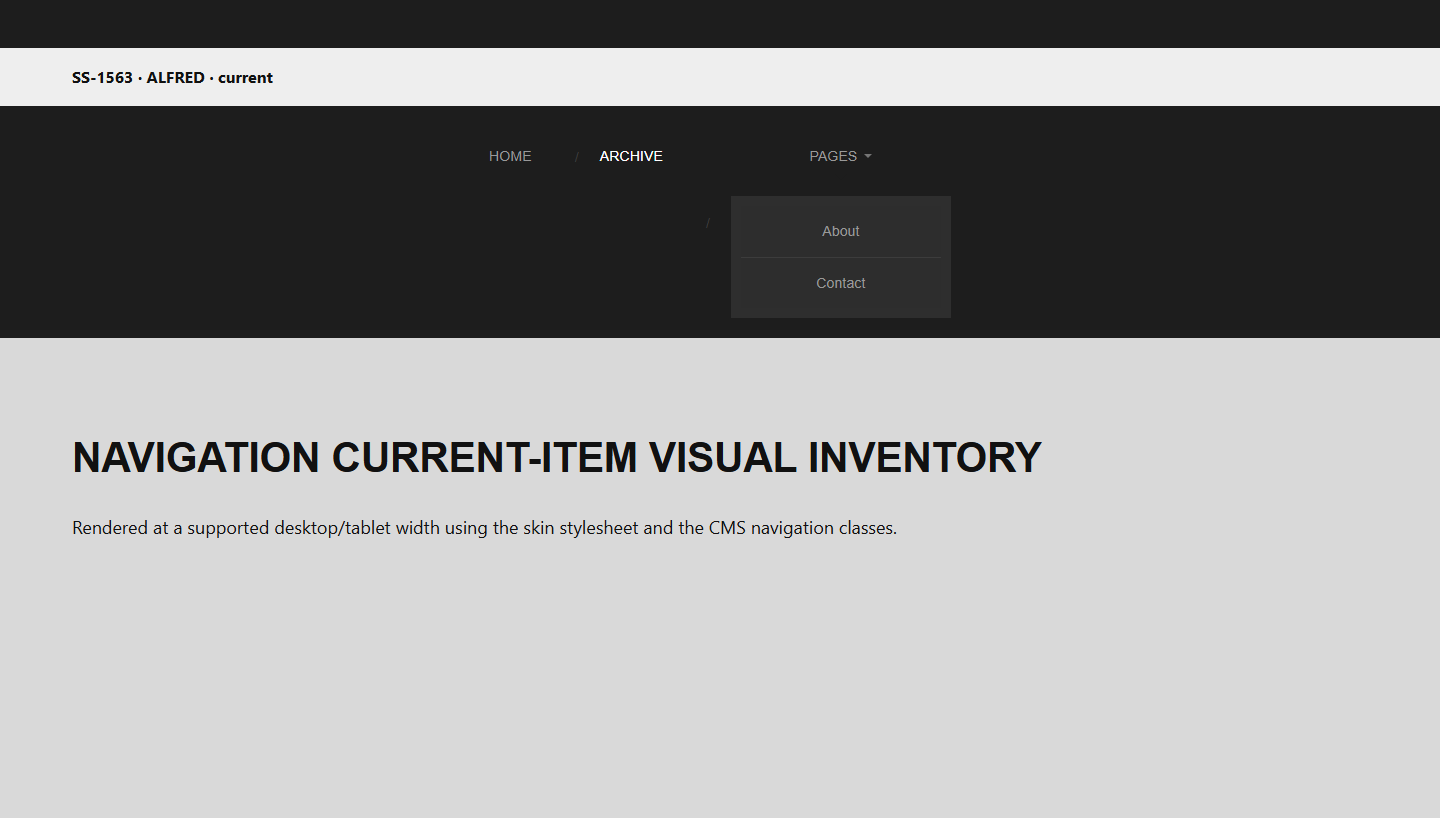 SS-1563 · ALFRED · current
HOME / ARCHIVE PAGES
/
About
Contact
NAVIGATION CURRENT-ITEM VISUAL INVENTORY
Rendered at a supported desktop/tablet width using the skin stylesheet and the CMS navigation classes.